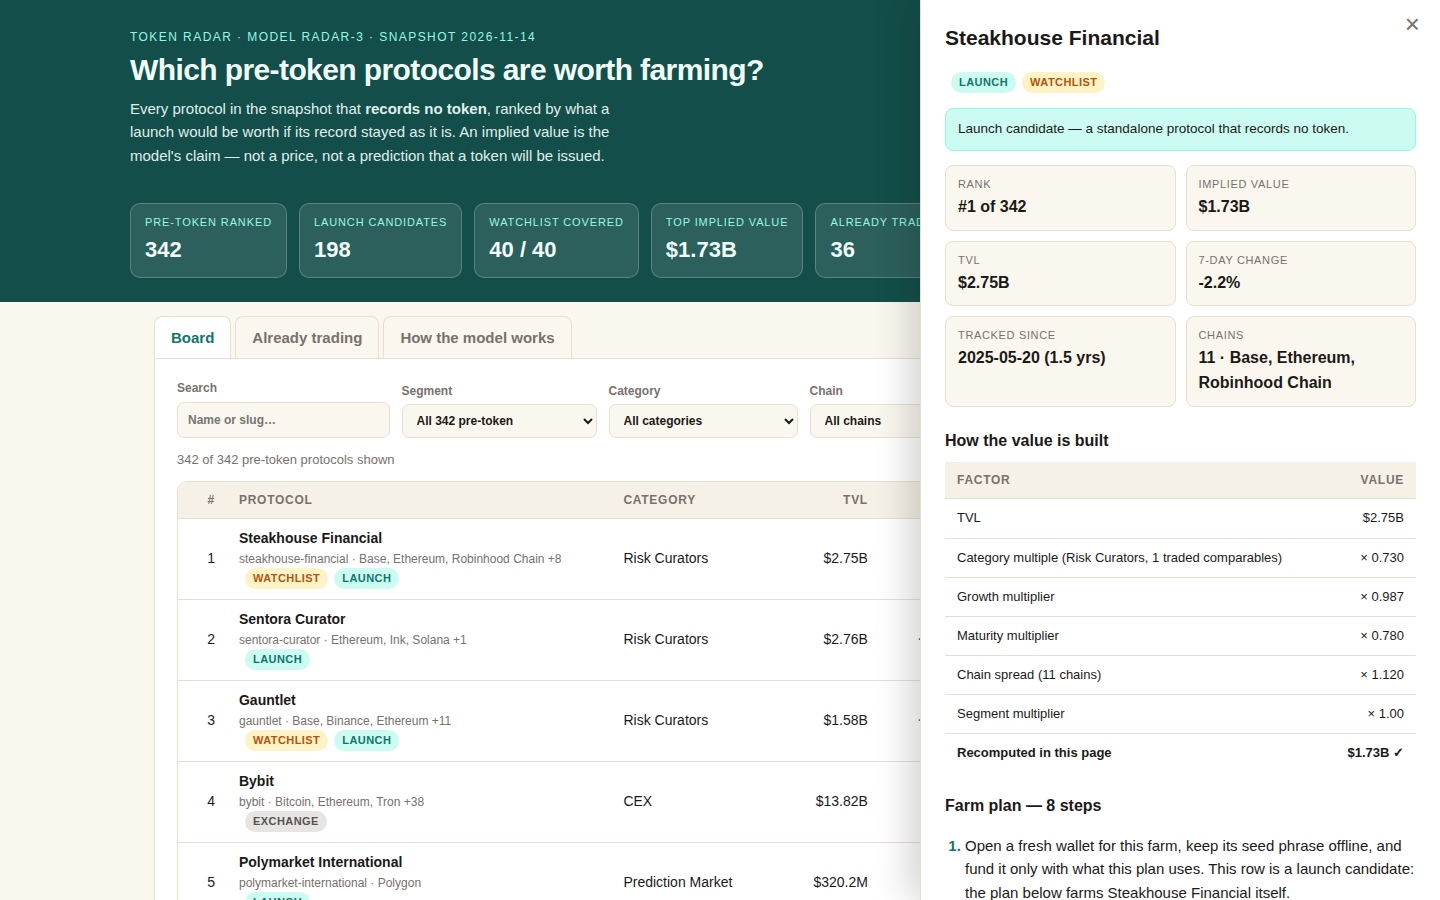 TOKEN RADAR · MODEL RADAR-3 · SNAPSHOT 2026-11-14
Which pre-token protocols are worth farming?
Every protocol in the snapshot that records no token, ranked by what a
launch would be worth if its record stayed as it is. An implied value is the
model's claim — not a price, not a prediction that a token will be issued.
PRE-TOKEN RANKED
342
LAUNCH CANDIDATES
198
WATCHLIST COVERED
40 / 40
TOP IMPLIED VALUE
$1.73B
ALREADY TRAD
36
Board
Already trading
How the model works
Search
Name or slug…
Segment
All 342 pre-token
Category
All categories
Chain
All chains
342 of 342 pre-token protocols shown
# PROTOCOL CATEGORY TVL
1 Steakhouse Financial Risk Curators $2.75B
steakhouse-financial · Base, Ethereum, Robinhood Chain +8
WATCHLIST LAUNCH
2 Sentora Curator Risk Curators $2.76B
sentora-curator · Ethereum, Ink, Solana +1
LAUNCH
3 Gauntlet Risk Curators $1.58B
gauntlet · Base, Binance, Ethereum +11
WATCHLIST LAUNCH
4 Bybit CEX $13.82B
bybit · Bitcoin, Ethereum, Tron +38
EXCHANGE
5 Polymarket International Prediction Market $320.2M
polymarket-international · Polygon
LAUNCH
×
Steakhouse Financial
LAUNCH WATCHLIST
Launch candidate — a standalone protocol that records no token.
RANK
#1 of 342
IMPLIED VALUE
$1.73B
TVL
$2.75B
7-DAY CHANGE
-2.2%
TRACKED SINCE
2025-05-20 (1.5 yrs)
CHAINS
11 · Base, Ethereum,
Robinhood Chain
How the value is built
FACTOR VALUE
TVL $2.75B
Category multiple (Risk Curators, 1 traded comparables) × 0.730
Growth multiplier × 0.987
Maturity multiplier × 0.780
Chain spread (11 chains) × 1.120
Segment multiplier × 1.00
Recomputed in this page $1.73B ✓
Farm plan — 8 steps
1. Open a fresh wallet for this farm, keep its seed phrase offline, and
fund it only with what this plan uses. This row is a launch candidate:
the plan below farms Steakhouse Financial itself.